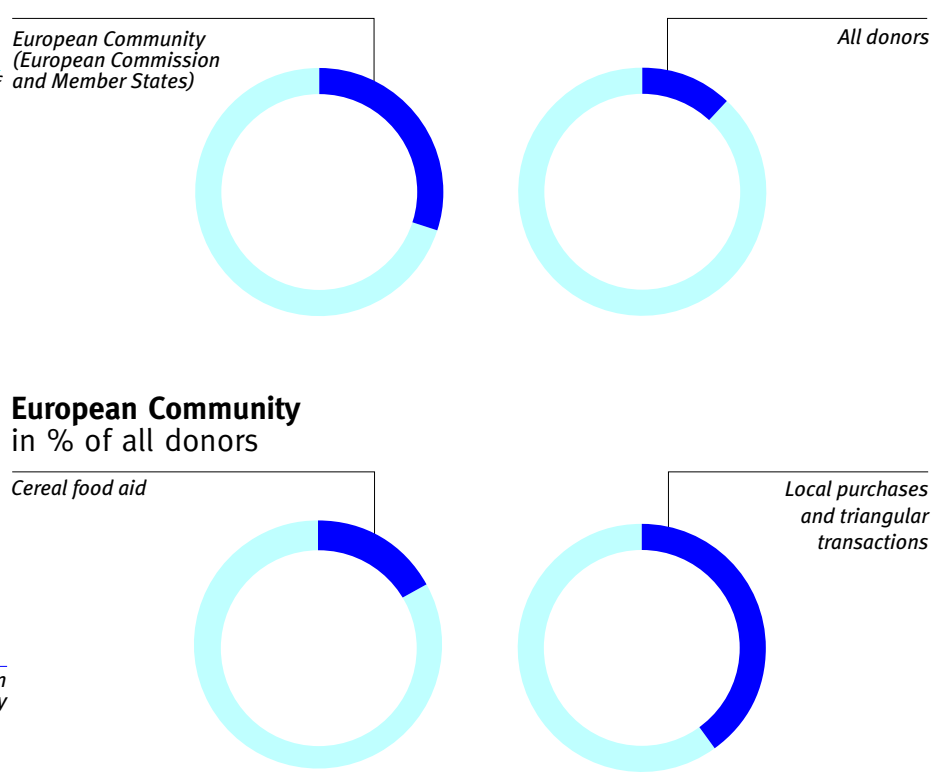 European Community
(European Commission
and Member States)
All donors
European Community
in % of all donors
Cereal food aid
Local purchases
and triangular
transactions